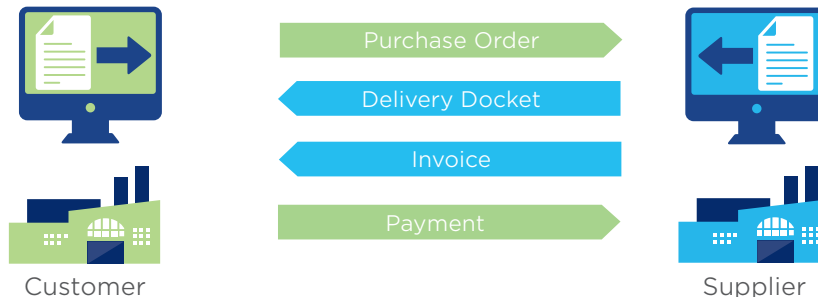 Purchase Order
Delivery Docket
Invoice
Payment
Customer
Supplier